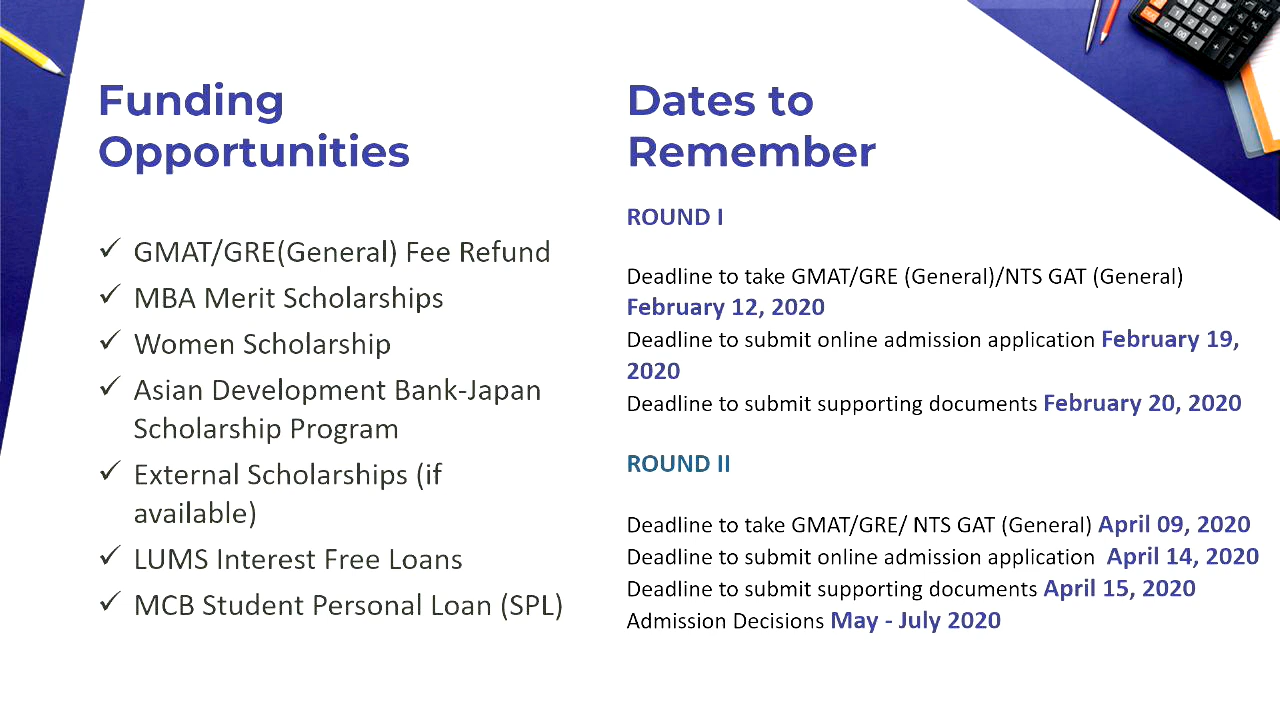 Funding
Opportunities
✓ GMAT/GRE(General) Fee Refund
✓ MBA Merit Scholarships
✓ Women Scholarship
✓ Asian Development Bank-Japan
Scholarship Program
✓ External Scholarships (if
available)
✓ LUMS Interest Free Loans
✓ MCB Student Personal Loan (SPL)
Dates to
Remember
ROUND I
Deadline to take GMAT/GRE (General)/NTS GAT (General)
February 12, 2020
Deadline to submit online admission application February 19,
2020
Deadline to submit supporting documents February 20, 2020
ROUND II
Deadline to take GMAT/GRE/ NTS GAT (General) April 09, 2020
Deadline to submit online admission application April 14, 2020
Deadline to submit supporting documents April 15, 2020
Admission Decisions May - July 2020